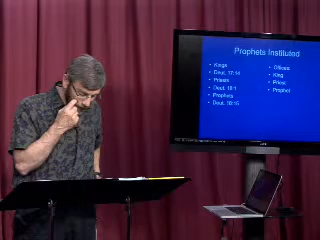 Prophets Instituted
Kings
Deut. 17:14
Priests
Deut. 18:1
Prophets
Deut. 18:15
Offices
King
Priest
Prophet